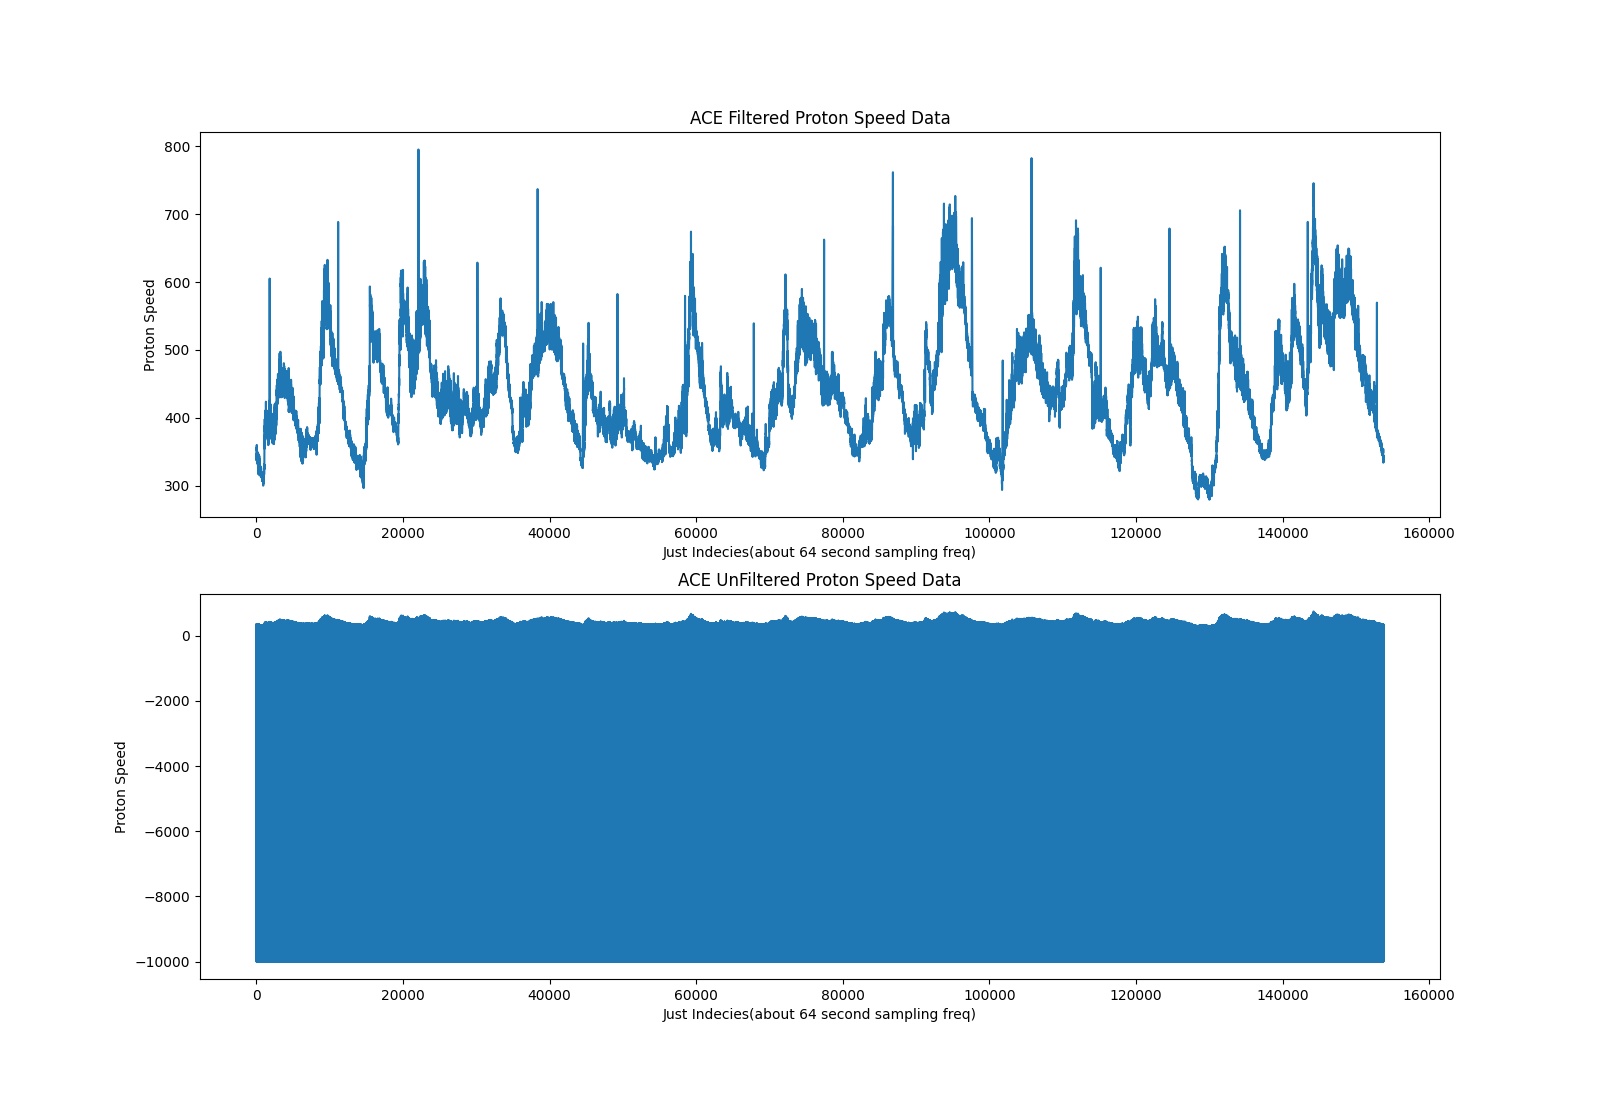 ACE Filtered Proton Speed Data
800
700
600
500
400
300
Proton Speed
0 20000 40000 60000 80000 100000 120000 140000 160000
Just Indecies(about 64 second sampling freq)
ACE UnFiltered Proton Speed Data
0
−2000
−4000
−6000
−8000
−10000
Proton Speed
0 20000 40000 60000 80000 100000 120000 140000 160000
Just Indecies(about 64 second sampling freq)